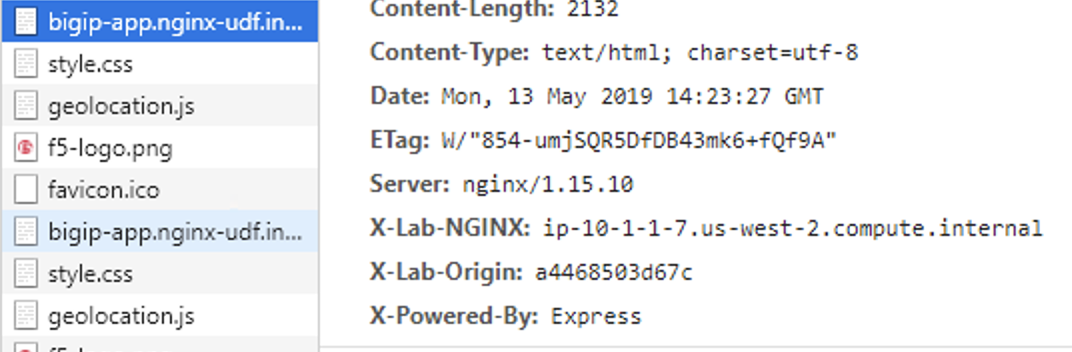 bigip-app.nginx-udf.in...
style.css
geolocation.js
f5-logo.png
favicon.ico
bigip-app.nginx-udf.in...
style.css
geolocation.js
Content-Length: 2132
Content-Type: text/html; charset=utf-8
Date: Mon, 13 May 2019 14:23:27 GMT
ETag: W/"854-umjSQR5DfDB43mk6+fQf9A"
Server: nginx/1.15.10
X-Lab-NGINX: ip-10-1-1-7.us-west-2.compute.internal
X-Lab-Origin: a4468503d67c
X-Powered-By: Express